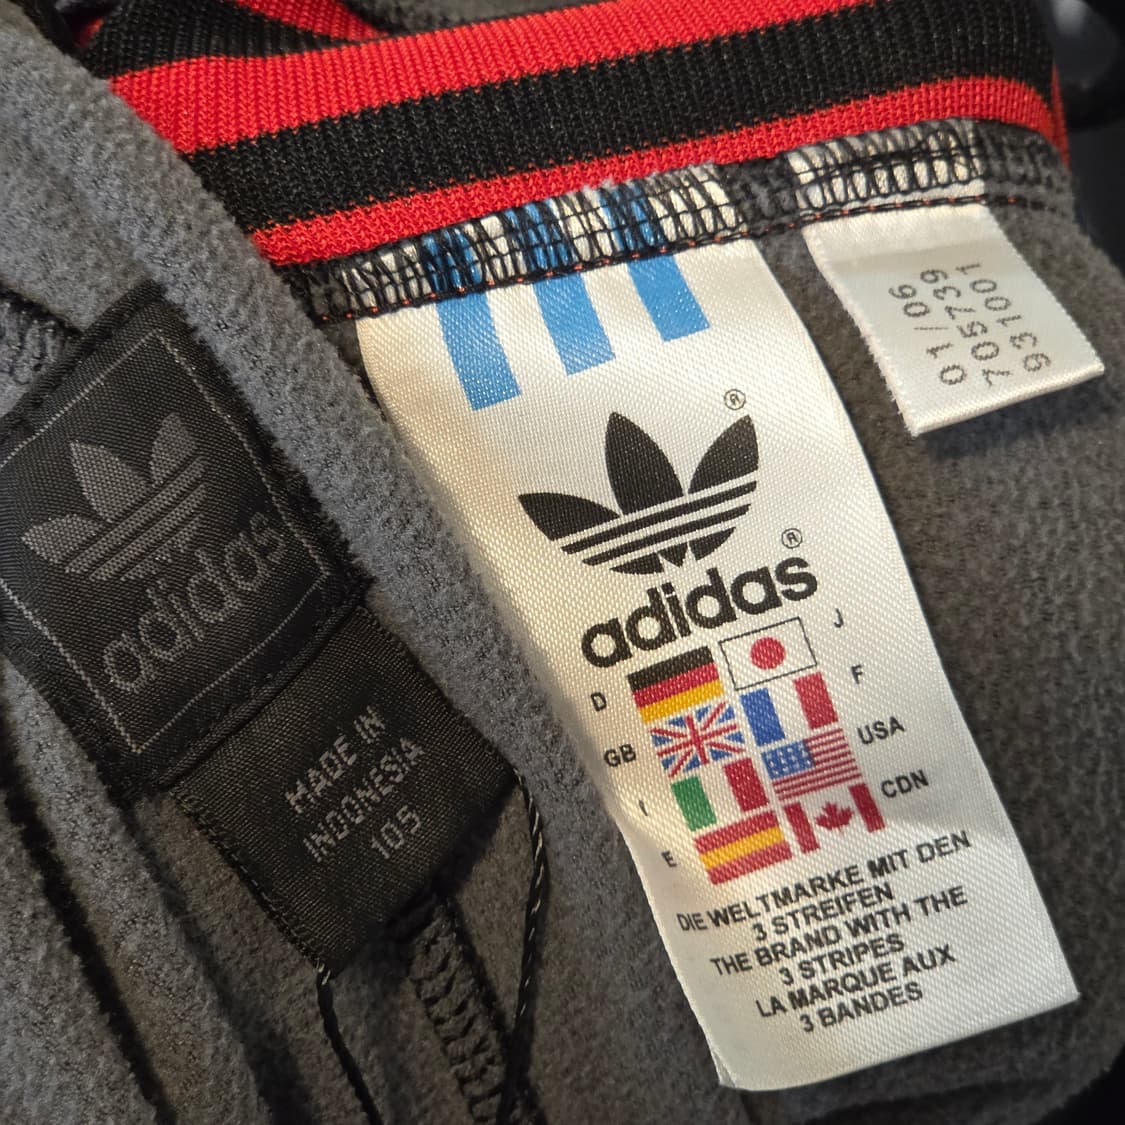 adidas
MADE IN
INDONESIA
105
®
®
adidas
D
J
GB
F
I
USA
E
CDN
DIE WELTMARKE MIT DEN
3 STREIFEN
THE BRAND WITH THE
3 STRIPES
LA MARQUE AUX
3 BANDES
01/06
705739
931001